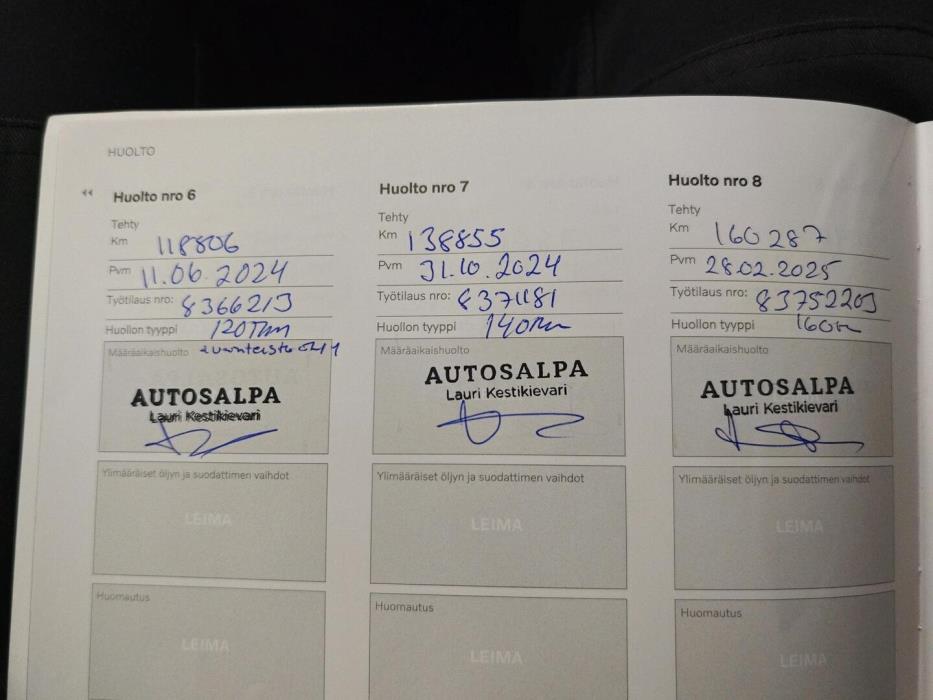 HUOLTO
Huolto nro 6
Tehty
Km 118806
Pvm 11.06.2024
Työtilaus nro: 8366213
Huollon tyyppi 120Tkm
Määräaikaishuolto
AUTOSALPA
Lauri Kestikievari
Ylimääräiset öljyn ja suodattimen vaihdot
LEIMA
Huomautus
LEIMA
Huolto nro 7
Tehty
Km 138855
Pvm 31.10.2024
Työtilaus nro: 8371181
Huollon tyyppi
Määräaikaishuolto
AUTOSALPA
Lauri Kestikievari
Ylimääräiset öljyn ja suodattimen vaihdot
LEIMA
Huomautus
LEIMA
Huolto nro 8
Tehty
Km 160287
Pvm 28.02.2025
Työtilaus nro:
Huollon tyyppi
Määräaikaishuolto
AUTOSALPA
Lauri Kestikievari
Ylimääräiset öljyn ja suodattimen vaihdot
LEIMA
Huomautus
LEIMA